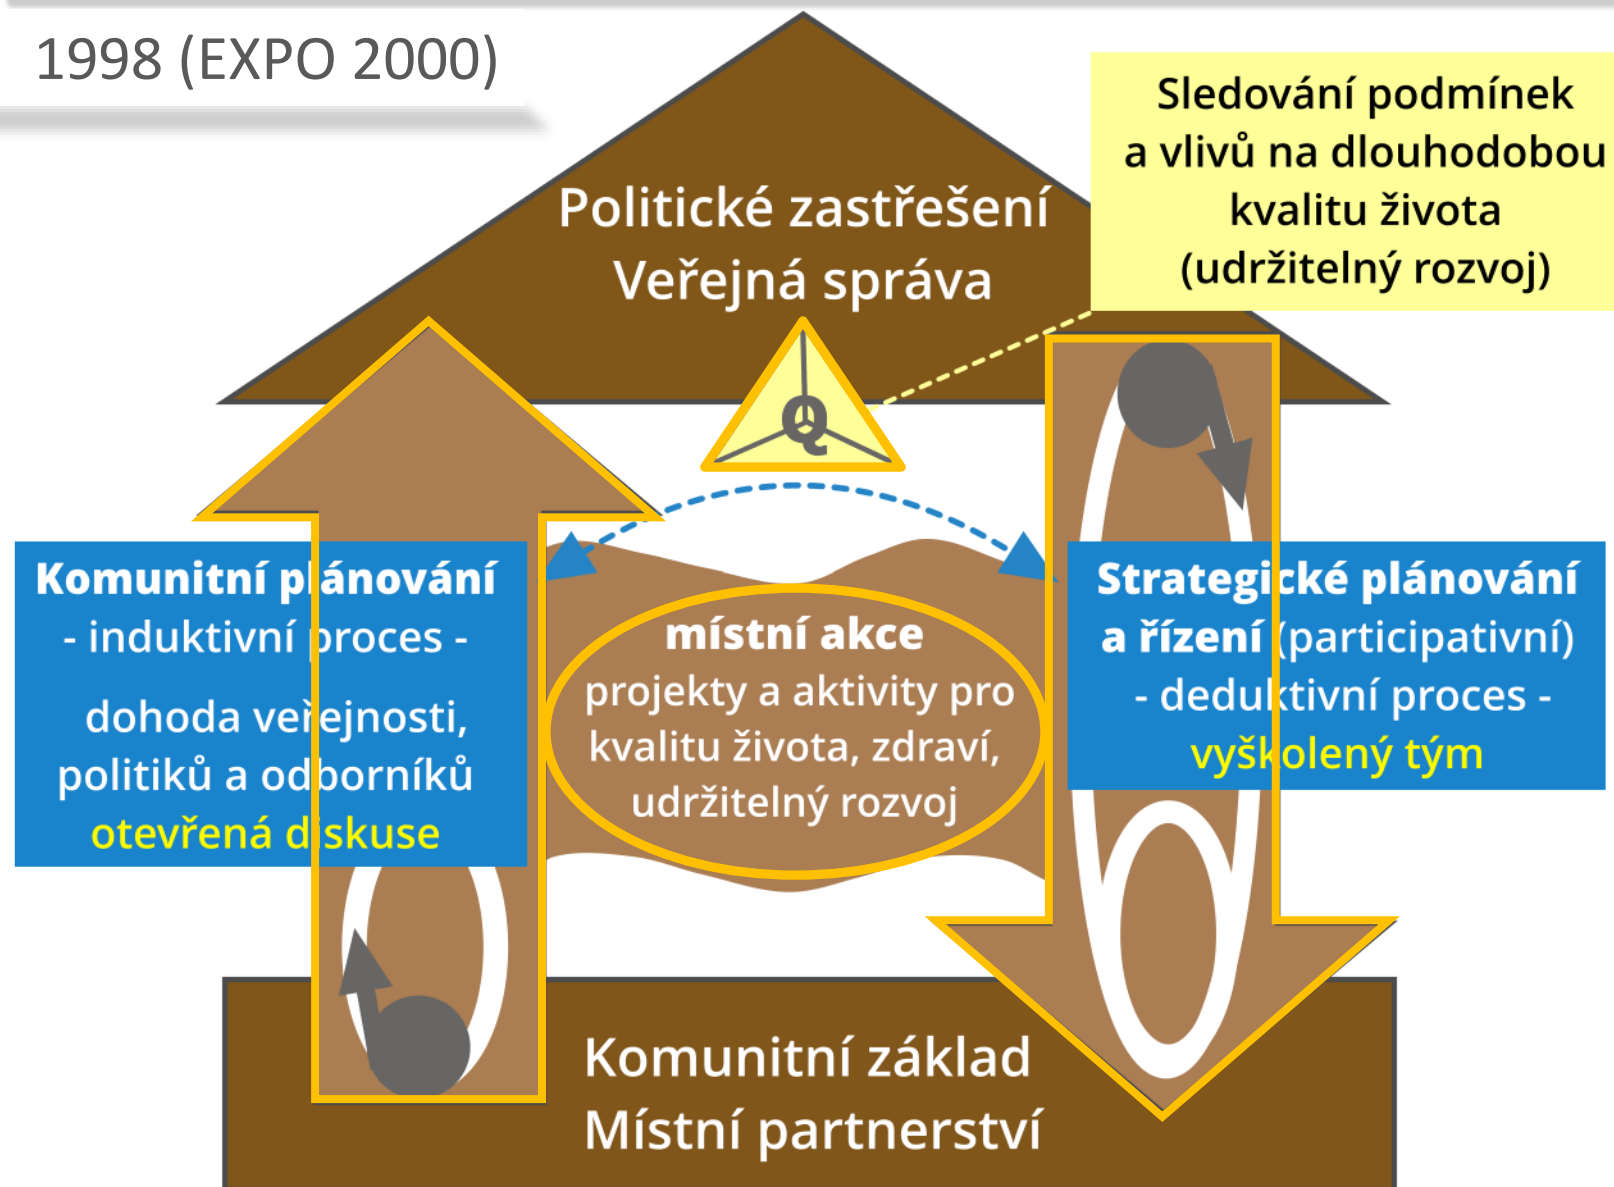 1998 (EXPO 2000)
Sledování podmínek
a vlivů na dlouhodobou
kvalitu života
(udržitelný rozvoj)
Politické zastřešení
Veřejná správa
Q
Komunitní plánování
- induktivní proces -
dohoda veřejnosti,
politiků a odborníků
otevřená diskuse
místní akce
projekty a aktivity pro
kvalitu života, zdraví,
udržitelný rozvoj
Strategické plánování
a řízení (participativní)
- deduktivní proces -
vyškolený tým
Komunitní základ
Místní partnerství